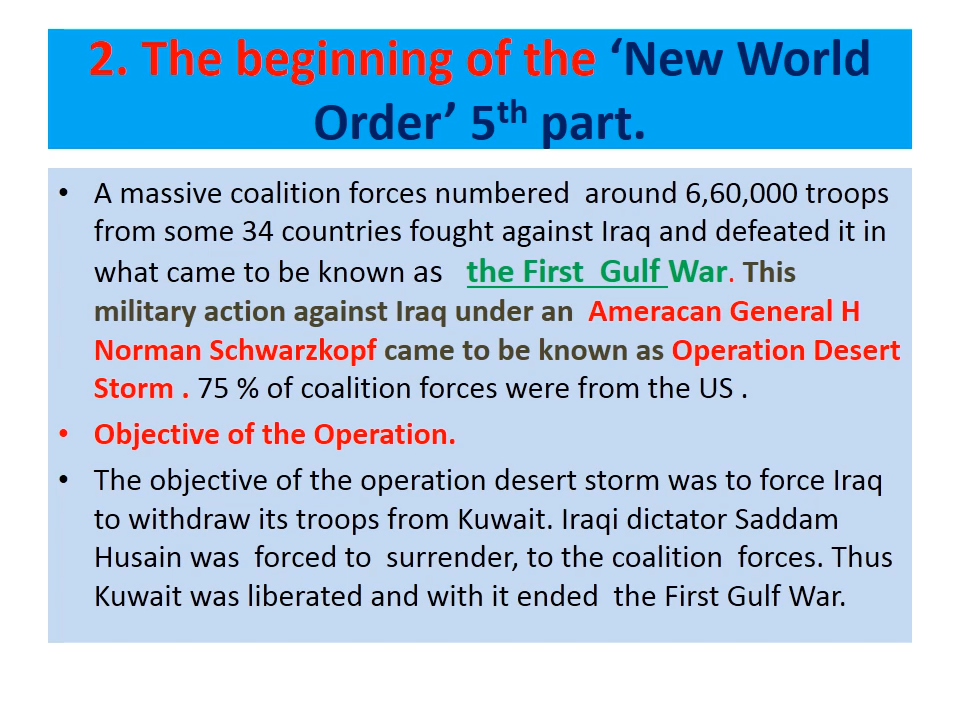 2. The beginning of the ‘New World
Order’ 5th part.
• A massive coalition forces numbered around 6,60,000 troops
from some 34 countries fought against Iraq and defeated it in
what came to be known as the First Gulf War. This
military action against Iraq under an Ameracan General H
Norman Schwarzkopf came to be known as Operation Desert
Storm . 75 % of coalition forces were from the US .
• Objective of the Operation.
• The objective of the operation desert storm was to force Iraq
to withdraw its troops from Kuwait. Iraqi dictator Saddam
Husain was forced to surrender, to the coalition forces. Thus
Kuwait was liberated and with it ended the First Gulf War.